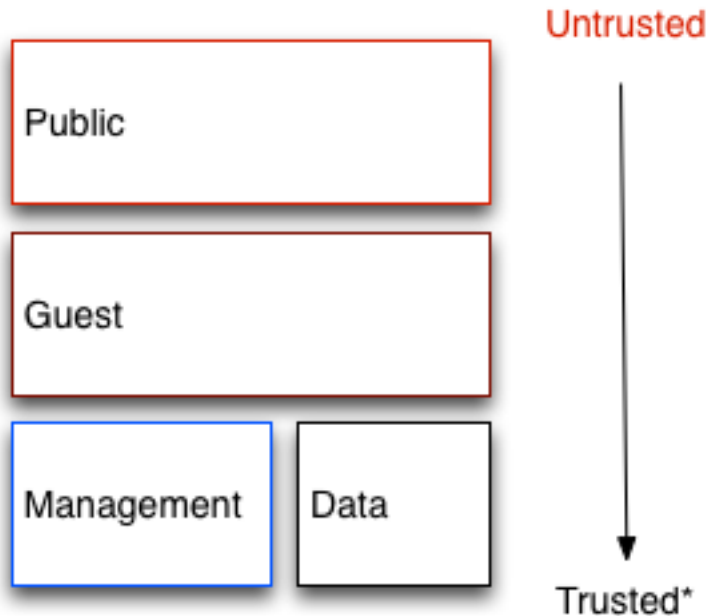 Untrusted
Public
Guest
Management
Data
Trusted*